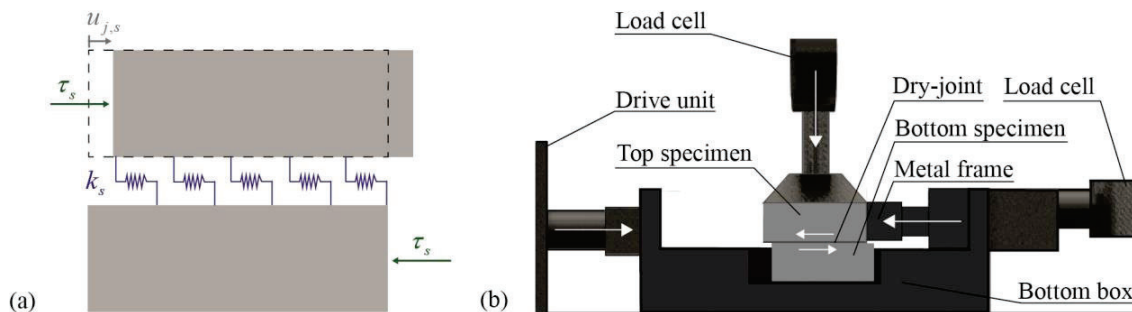 u_{j,s}
τ_s
k_s
τ_s
(a)
Load cell
Drive unit
Top specimen
Dry-joint
Load cell
Bottom specimen
Metal frame
Bottom box
(b)